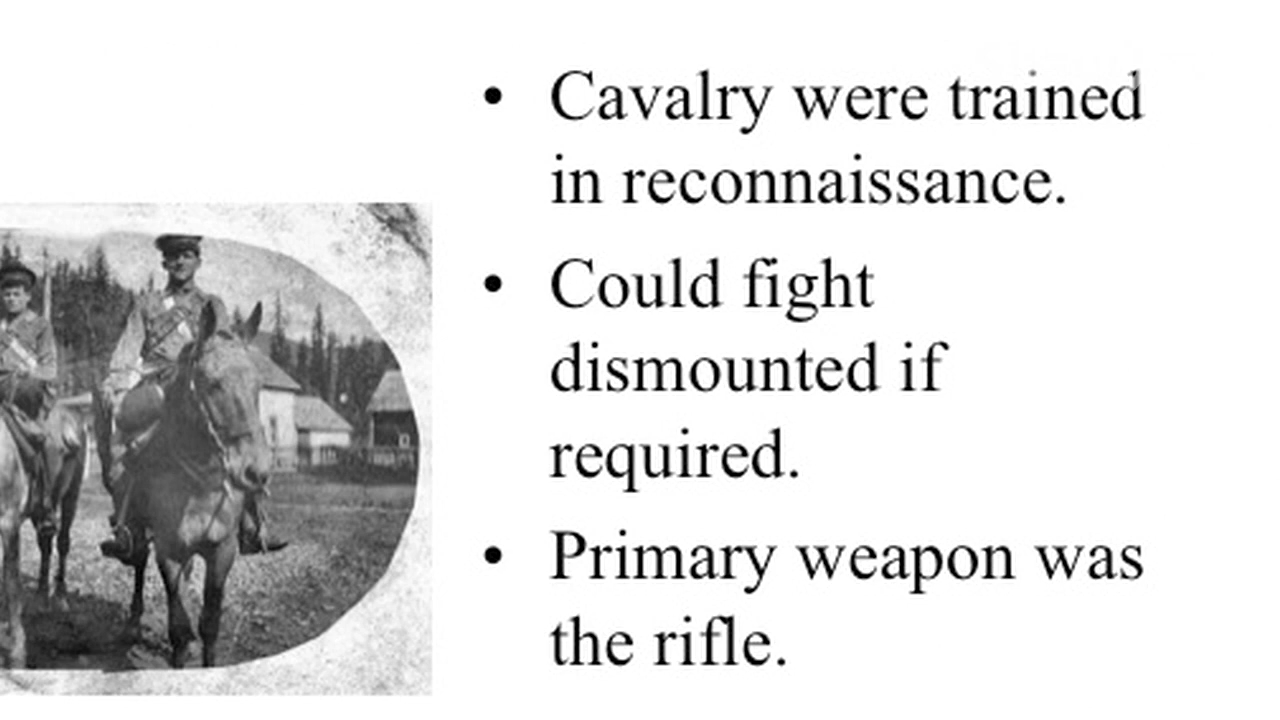 • Cavalry were trained
in reconnaissance.
• Could fight
dismounted if
required.
• Primary weapon was
the rifle.